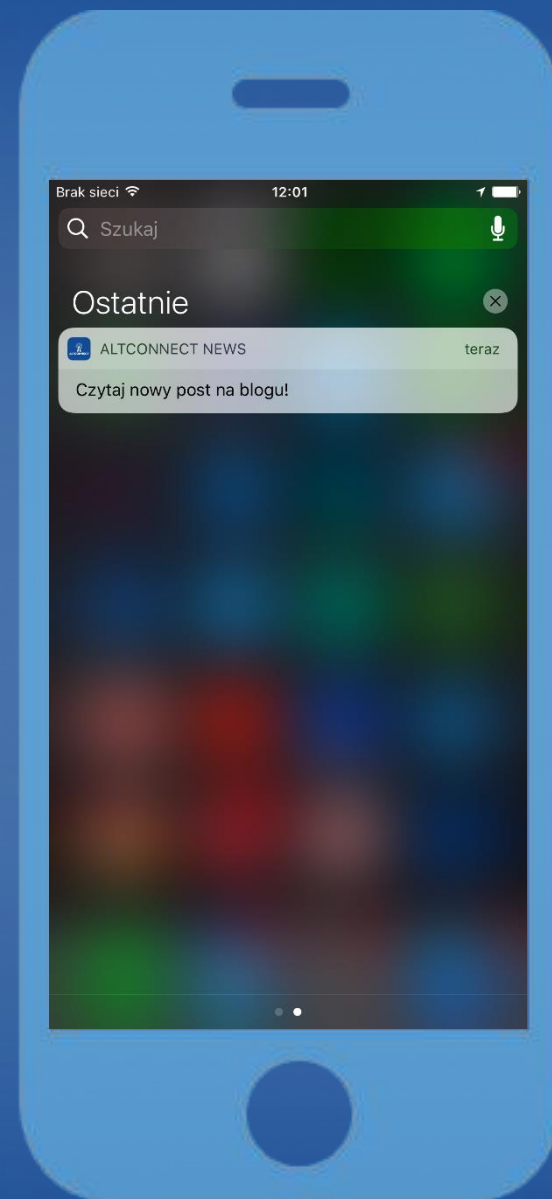 Brak sieci 12:01
Szukaj
Ostatnie
ALTCONNECT NEWS teraz
Czytaj nowy post na blogu!